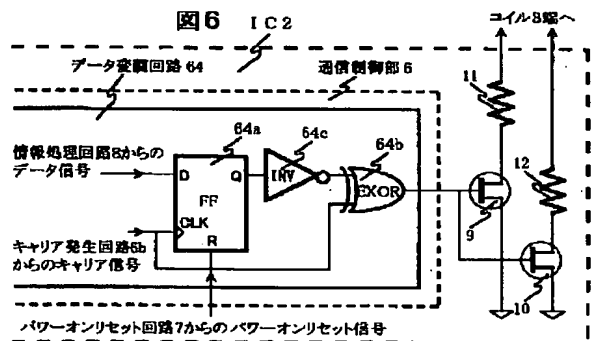 図6
IC2
コイル3端へ
データ変調回路64
通信制御部6
11
64a
64c
64b
情報処理回路8からの
データ信号
D
Q
INV
EXOR
12
FF
CLK
9
キャリア発生回路6b
からのキャリア信号
R
10
パワーオンリセット回路7からのパワーオンリセット信号